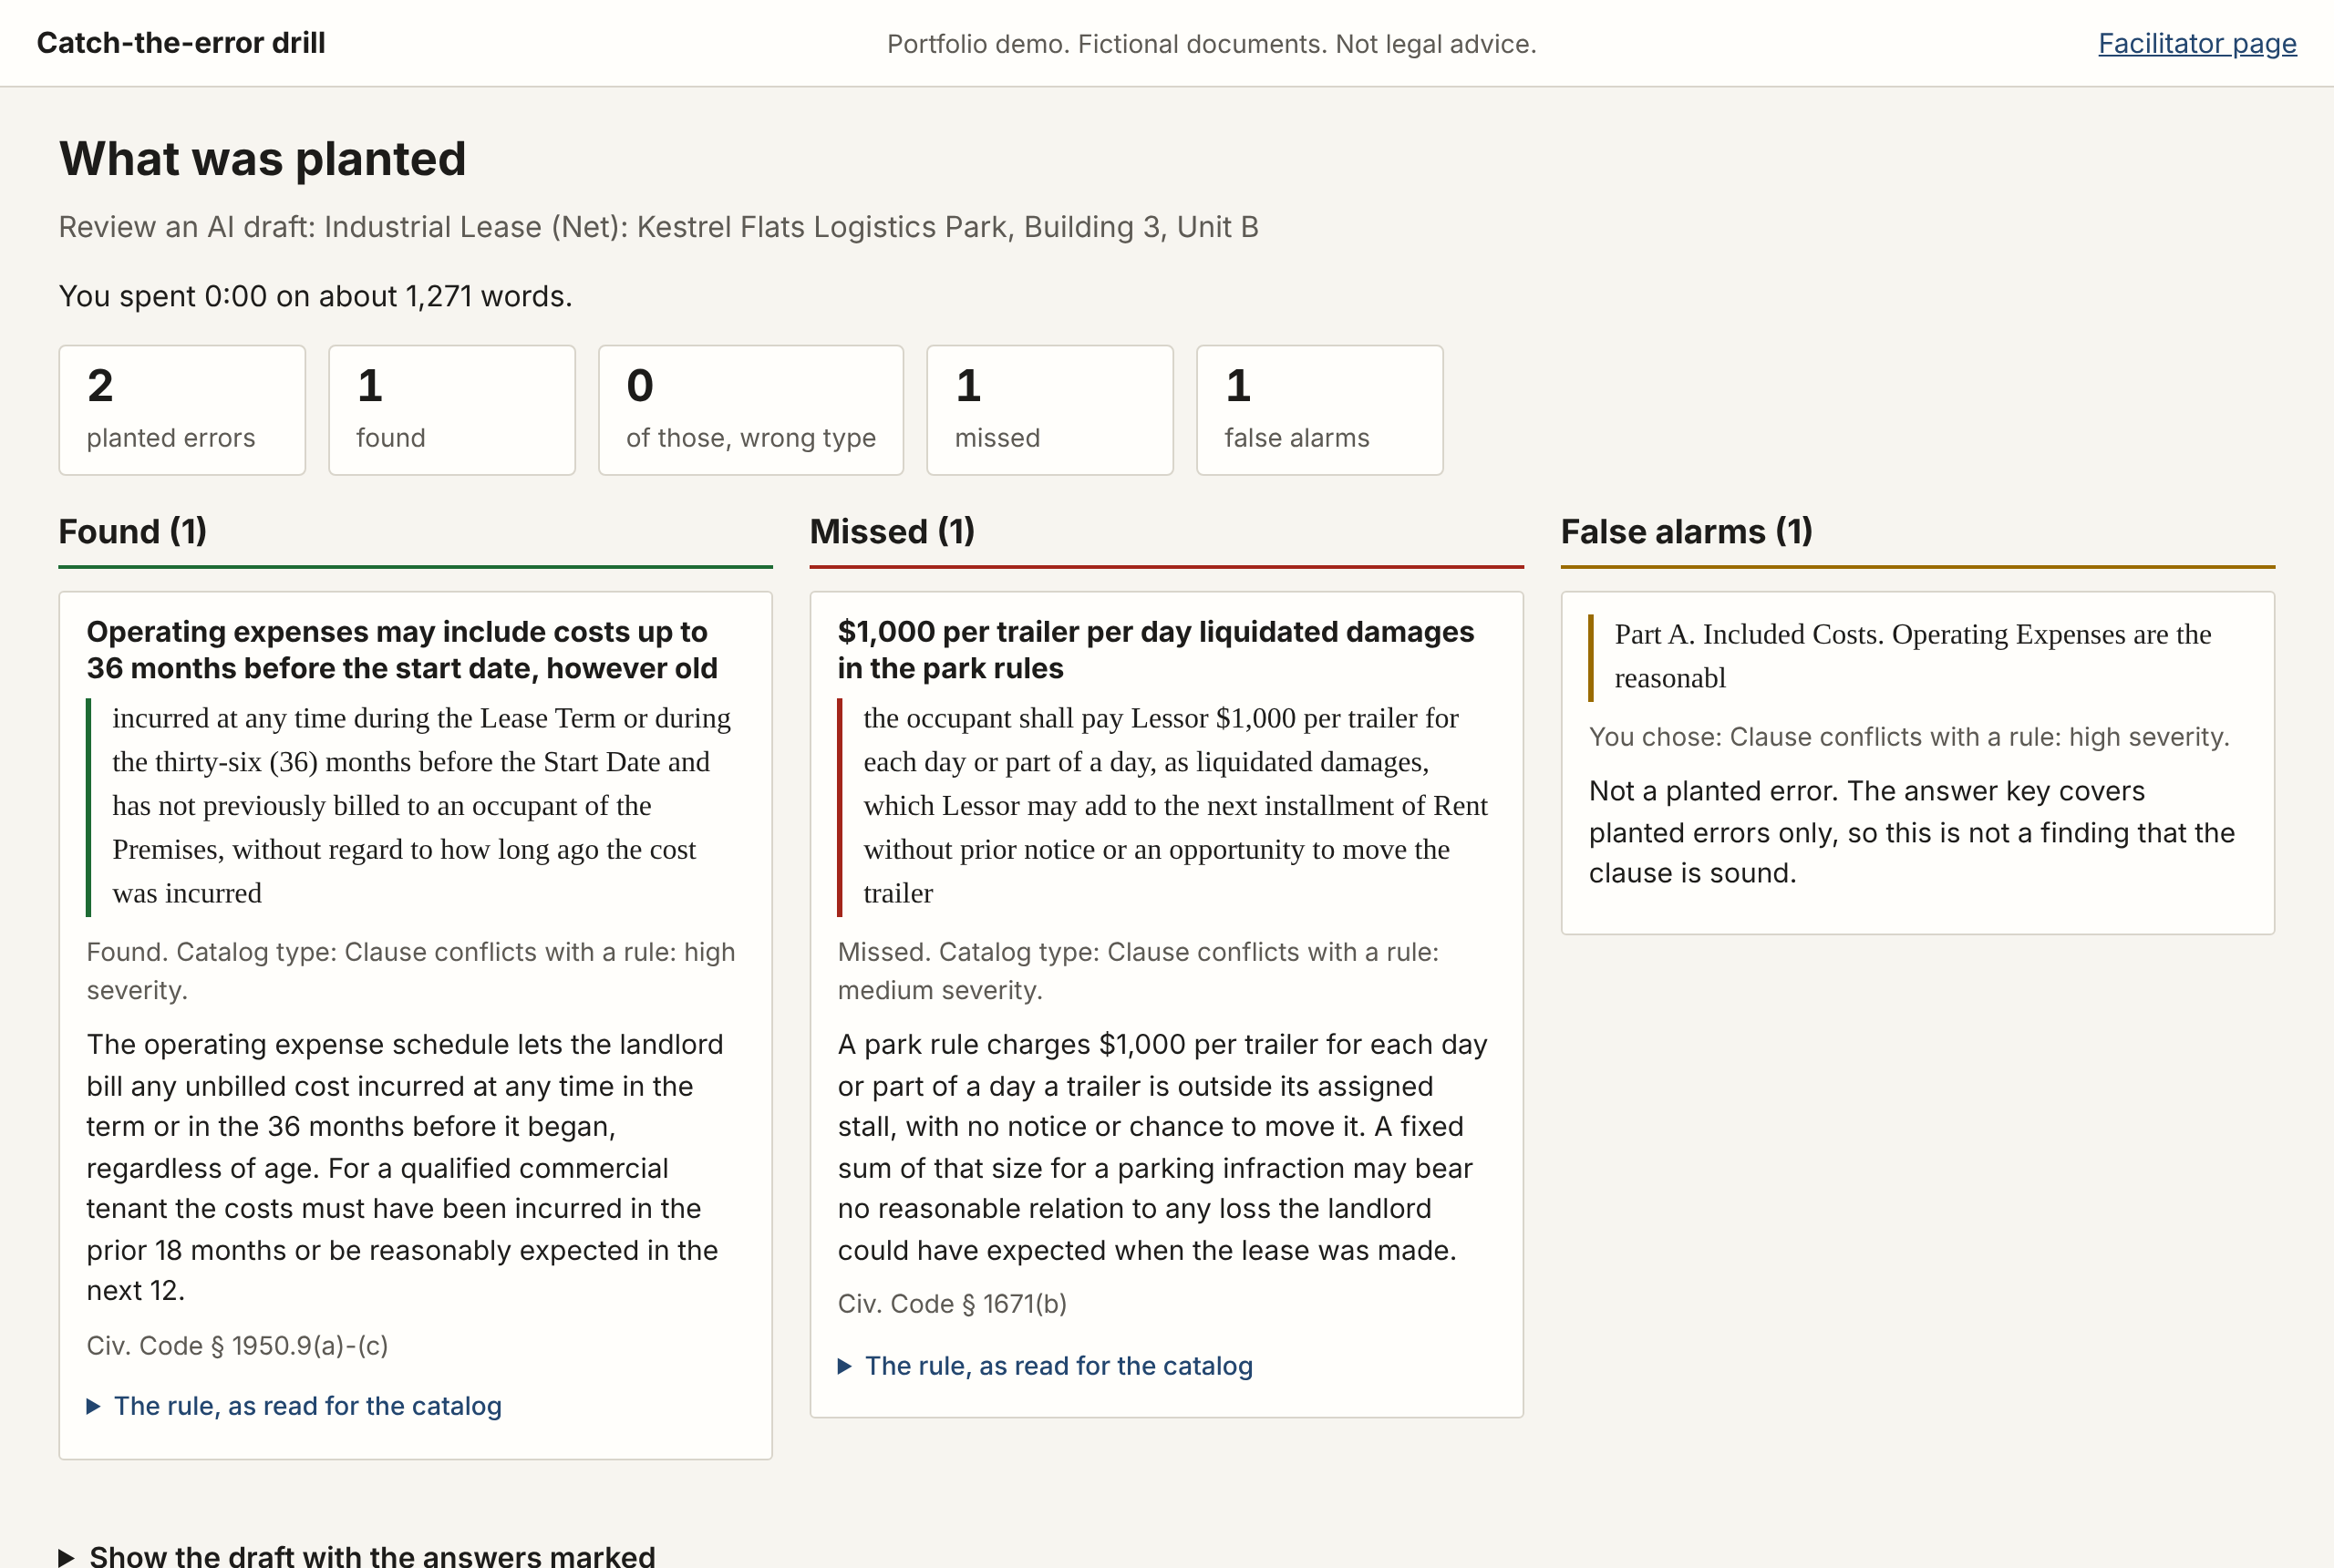 Catch-the-error drill
Portfolio demo. Fictional documents. Not legal advice.
Facilitator page
What was planted
Review an AI draft: Industrial Lease (Net): Kestrel Flats Logistics Park, Building 3, Unit B
You spent 0:00 on about 1,271 words.
2
planted errors
1
found
0
of those, wrong type
1
missed
1
false alarms
Found (1)
Operating expenses may include costs up to
36 months before the start date, however old
incurred at any time during the Lease Term or during
the thirty-six (36) months before the Start Date and
has not previously billed to an occupant of the
Premises, without regard to how long ago the cost
was incurred
Found. Catalog type: Clause conflicts with a rule: high
severity.
The operating expense schedule lets the landlord
bill any unbilled cost incurred at any time in the
term or in the 36 months before it began,
regardless of age. For a qualified commercial
tenant the costs must have been incurred in the
prior 18 months or be reasonably expected in the
next 12.
Civ. Code § 1950.9(a)-(c)
▶ The rule, as read for the catalog
Missed (1)
$1,000 per trailer per day liquidated damages
in the park rules
the occupant shall pay Lessor $1,000 per trailer for
each day or part of a day, as liquidated damages,
which Lessor may add to the next installment of Rent
without prior notice or an opportunity to move the
trailer
Missed. Catalog type: Clause conflicts with a rule:
medium severity.
A park rule charges $1,000 per trailer for each day
or part of a day a trailer is outside its assigned
stall, with no notice or chance to move it. A fixed
sum of that size for a parking infraction may bear
no reasonable relation to any loss the landlord
could have expected when the lease was made.
Civ. Code § 1671(b)
▶ The rule, as read for the catalog
False alarms (1)
Part A. Included Costs. Operating Expenses are the
reasonabl
You chose: Clause conflicts with a rule: high severity.
Not a planted error. The answer key covers
planted errors only, so this is not a finding that the
clause is sound.
▶ Show the draft with the answers marked